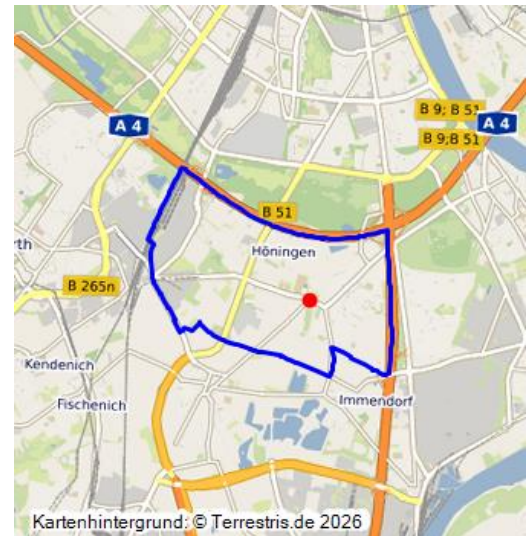 B 9; B 51
A 4
A 4
B 9;B 51
B 51
Höningen
rth
B 265n
Kendenich
Immendorf
Fischenich
Kartenhintergrund: © Terrestris.de 2026